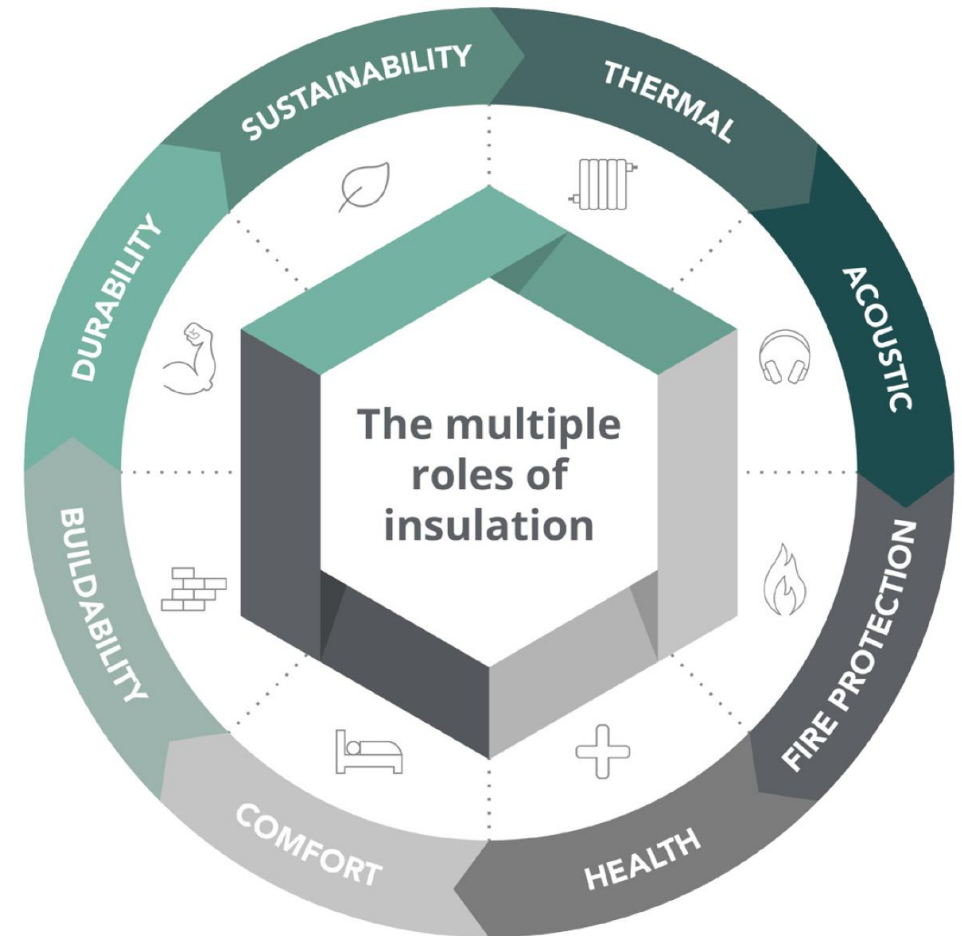 SUSTAINABILITY
THERMAL
ACOUSTIC
FIRE PROTECTION
HEALTH
COMFORT
BUILDABILITY
DURABILITY
The multiple
roles of
insulation